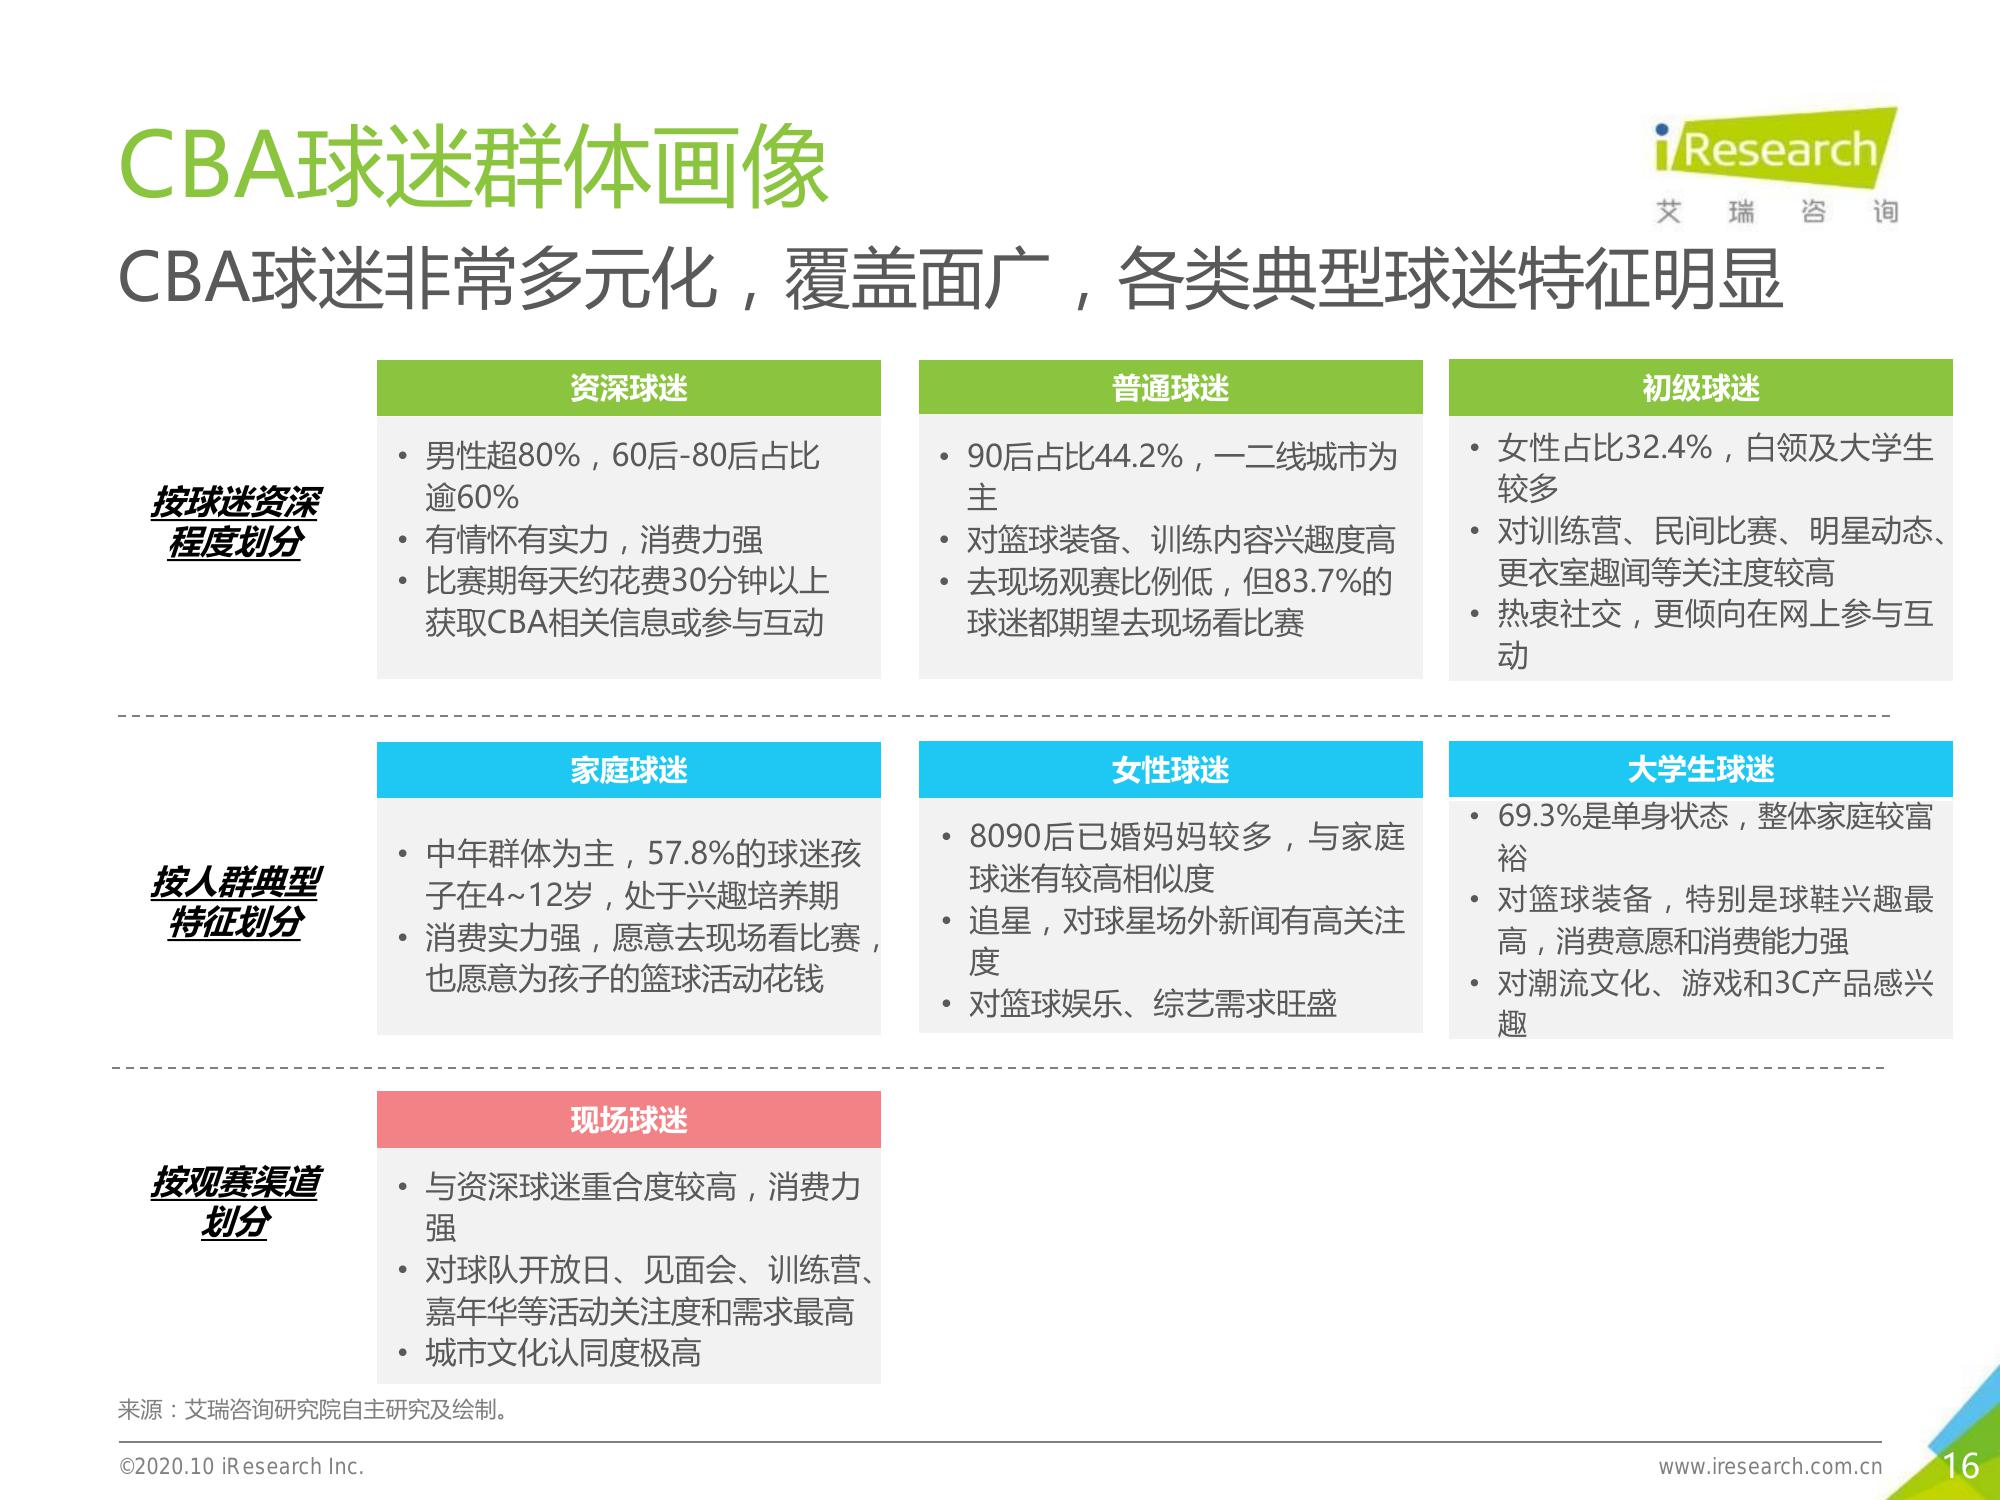 CBA球迷群体画像
iResearch
艾瑞咨询
CBA球迷非常多元化，覆盖面广，各类典型球迷特征明显
按球迷资深
程度划分
资深球迷
• 男性超80%，60后-80后占比
逾60%
• 有情怀有实力，消费力强
• 比赛期每天约花费30分钟以上
获取CBA相关信息或参与互动
普通球迷
• 90后占比44.2%，一二线城市为
主
• 对篮球装备、训练内容兴趣度高
• 去现场观赛比例低，但83.7%的
球迷都期望去现场看比赛
初级球迷
• 女性占比32.4%，白领及大学生
较多
• 对训练营、民间比赛、明星动态、
更衣室趣闻等关注度较高
• 热衷社交，更倾向在网上参与互
动
按人群典型
特征划分
家庭球迷
• 中年群体为主，57.8%的球迷孩
子在4~12岁，处于兴趣培养期
• 消费实力强，愿意去现场看比赛，
也愿意为孩子的篮球活动花钱
女性球迷
• 8090后已婚妈妈较多，与家庭
球迷有较高相似度
• 追星，对球星场外新闻有高关注
度
• 对篮球娱乐、综艺需求旺盛
大学生球迷
• 69.3%是单身状态，整体家庭较富
裕
• 对篮球装备，特别是球鞋兴趣最
高，消费意愿和消费能力强
• 对潮流文化、游戏和3C产品感兴
趣
按观赛渠道
划分
现场球迷
• 与资深球迷重合度较高，消费力
强
• 对球队开放日、见面会、训练营、
嘉年华等活动关注度和需求最高
• 城市文化认同度极高
来源：艾瑞咨询研究院自主研究及绘制。
©2020.10 iResearch Inc.
www.iresearch.com.cn
16